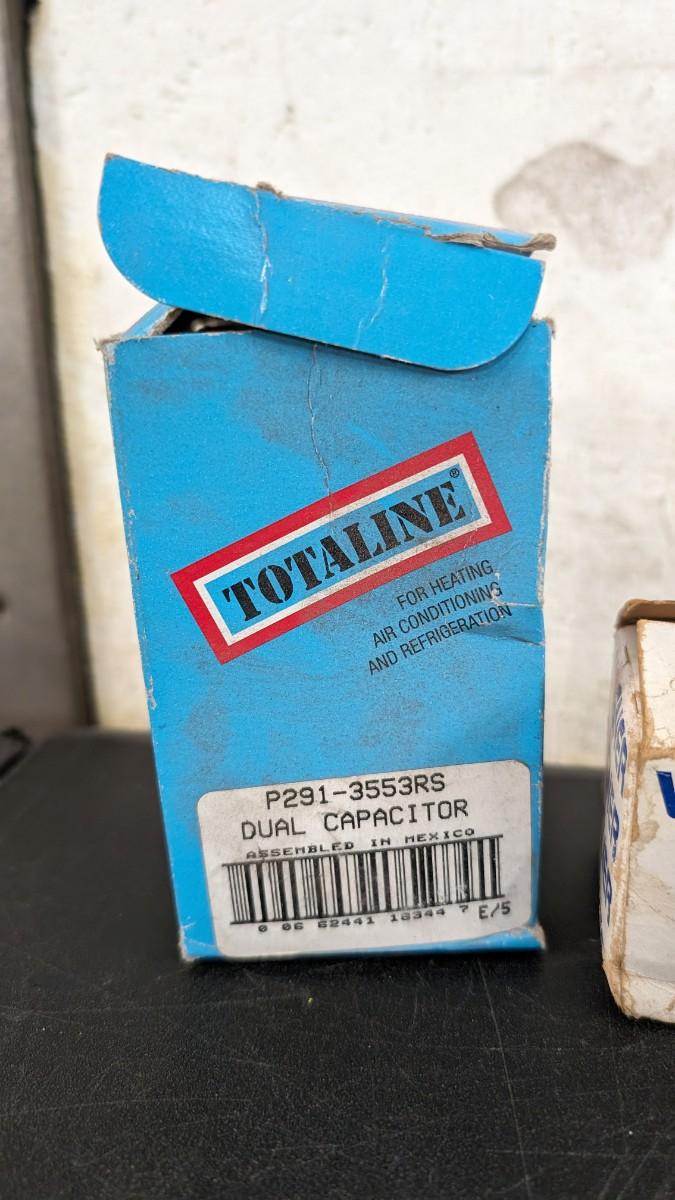 TOTALINE®
FOR HEATING
AIR CONDITIONING
AND REFRIGERATION
P291-3553RS
DUAL CAPACITOR
ASSEMBLED IN MEXICO
0 06 62441 18344 7 E/5